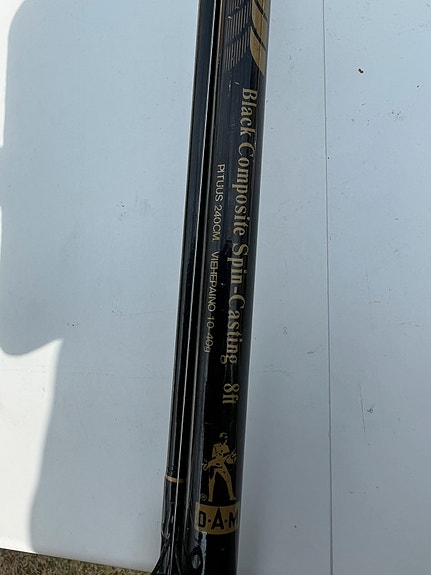 Black Composite Spin-Casting 8ft
PITUUS 240CM. VIEHEPAINO 10-40g
®
D·A·M